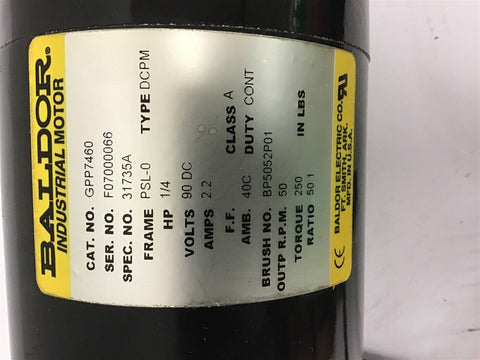 BALDOR®
INDUSTRIAL MOTOR
CAT. NO. GPP7460
SER. NO. F07000066
SPEC. NO. 31735A
FRAME PSL-0 TYPE DCPM
HP 1/4
VOLTS 90 DC
AMPS 2.2
F.F. CLASS A
AMB. 40C DUTY CONT
BRUSH NO. BP5052P01
OUTP R.P.M. 50
TORQUE 250 IN LBS
RATIO 50:1
BALDOR ELECTRIC CO.
FT. SMITH, ARK.
MFD. IN U.S.A.
CE